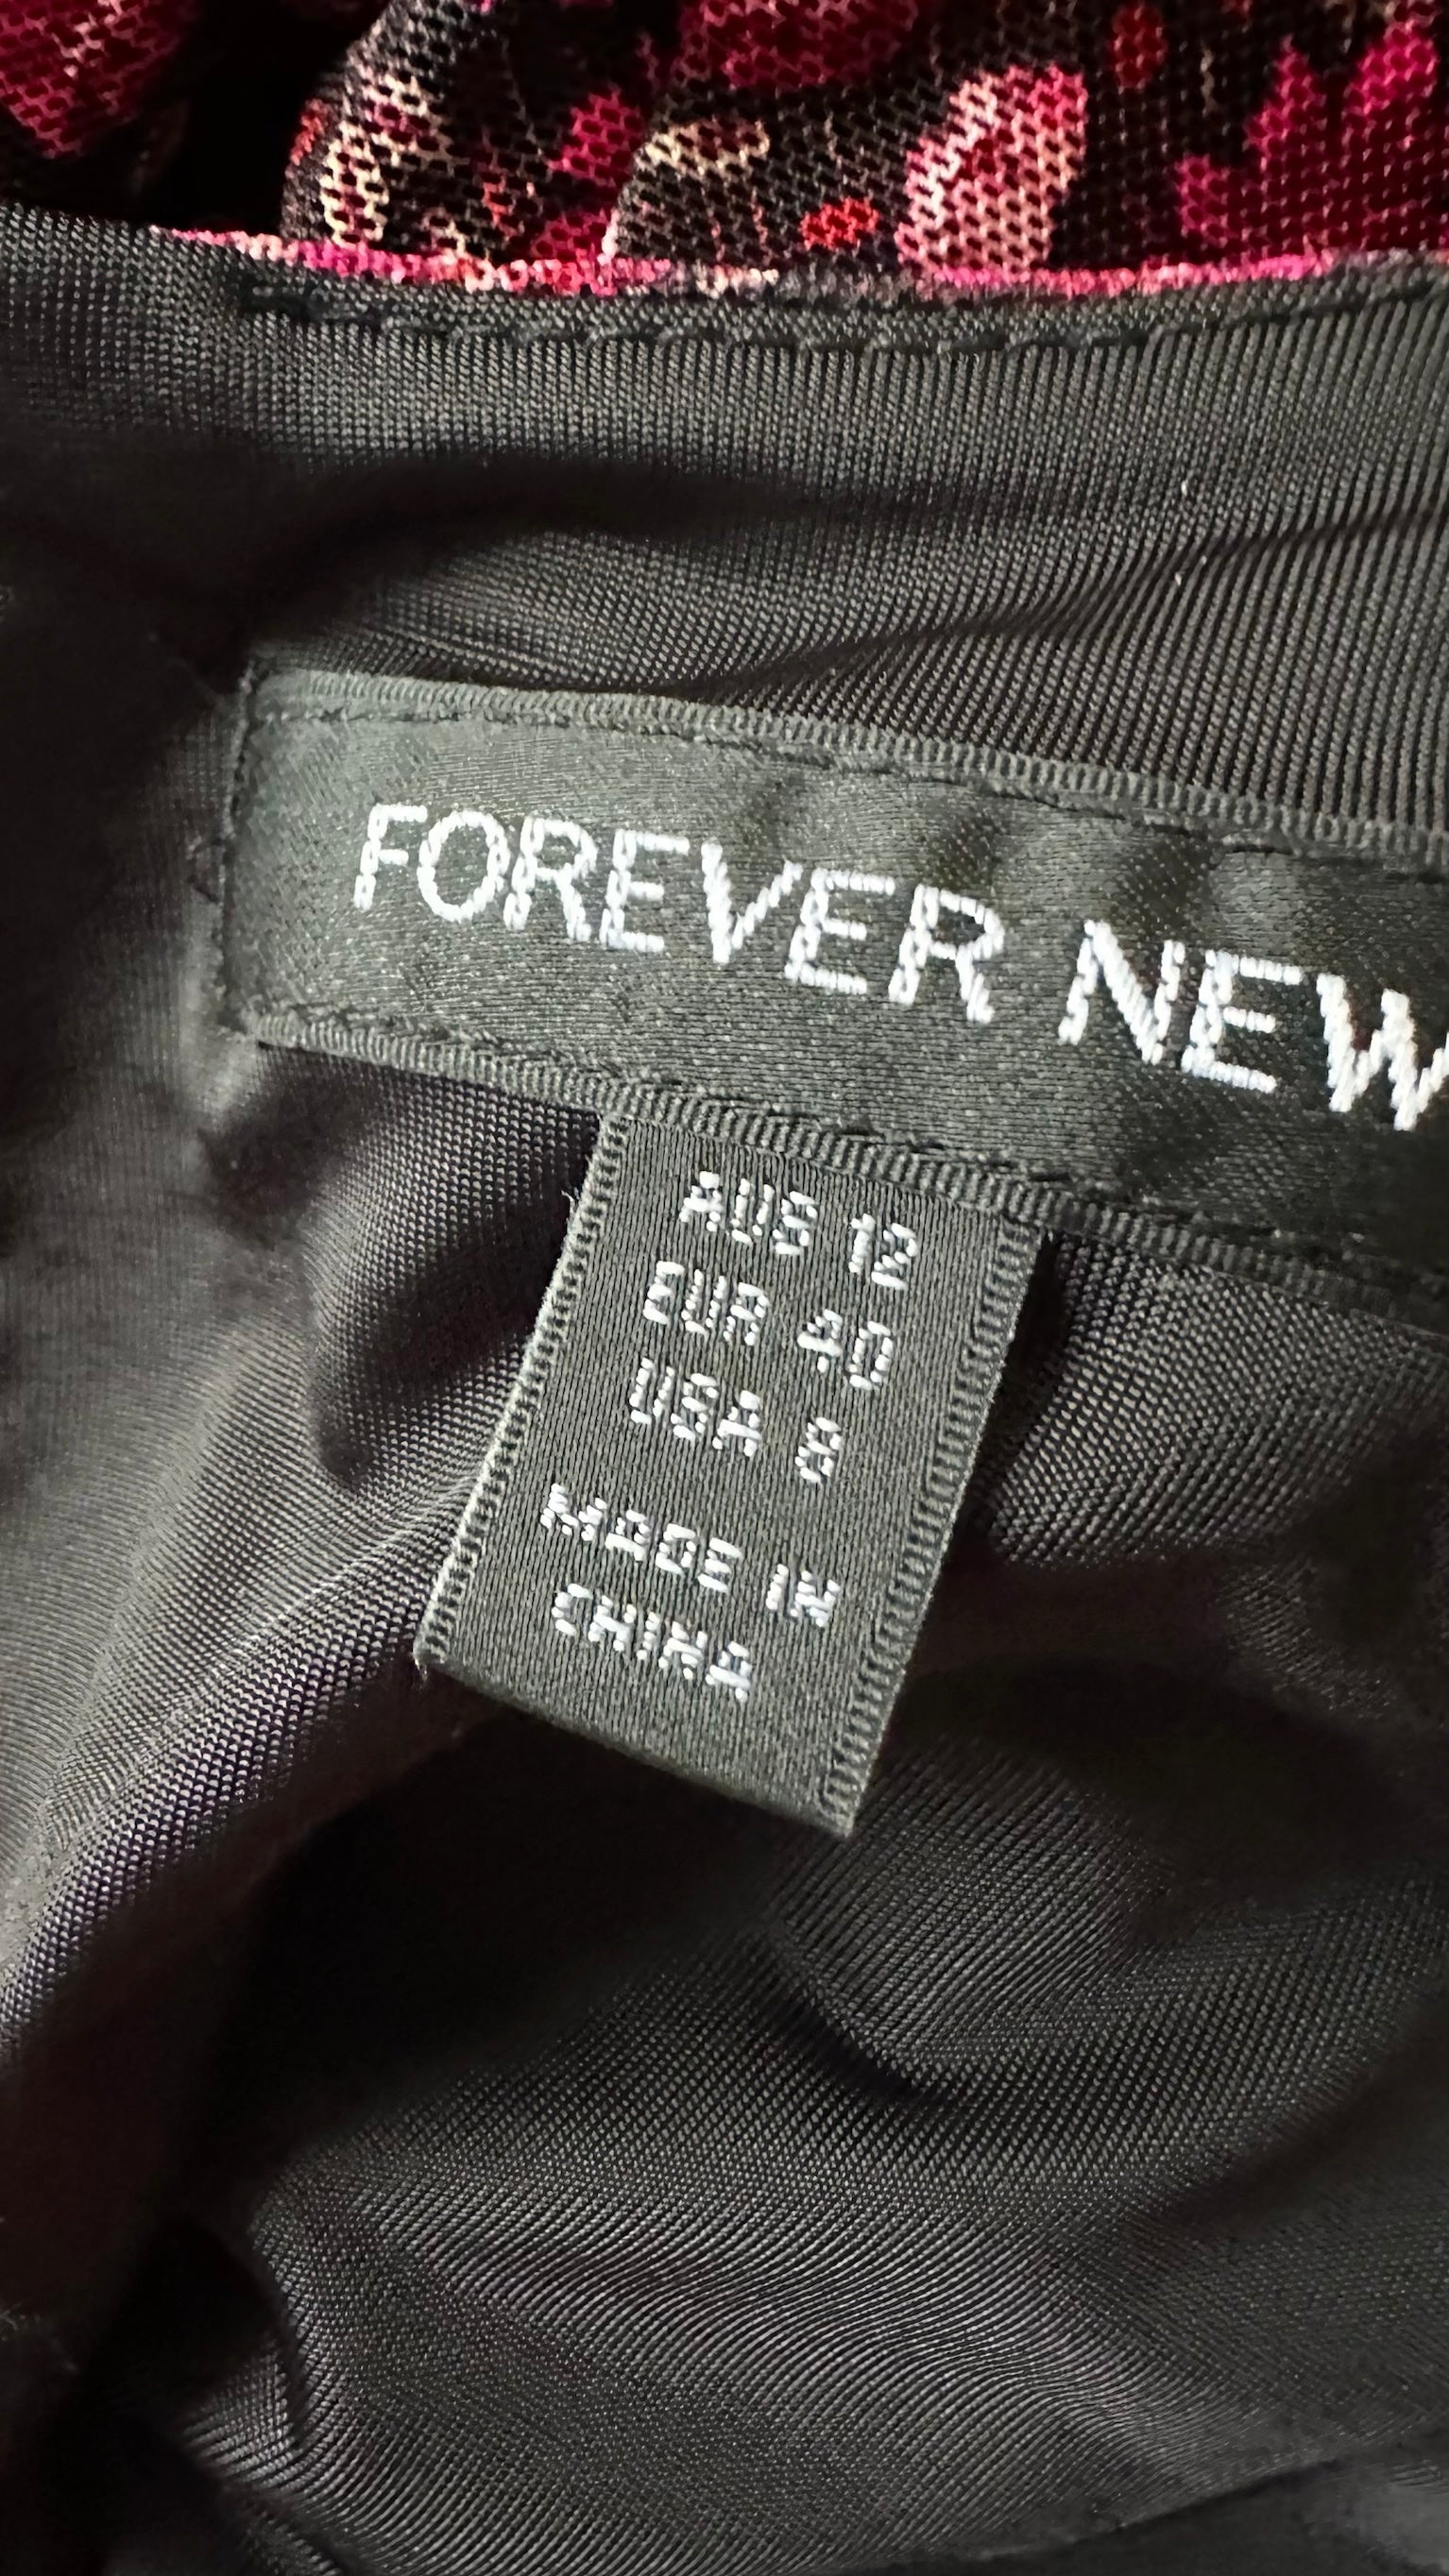 FOREVER NEW
AUS 12
EUR 40
USA 8
MADE IN
CHINA